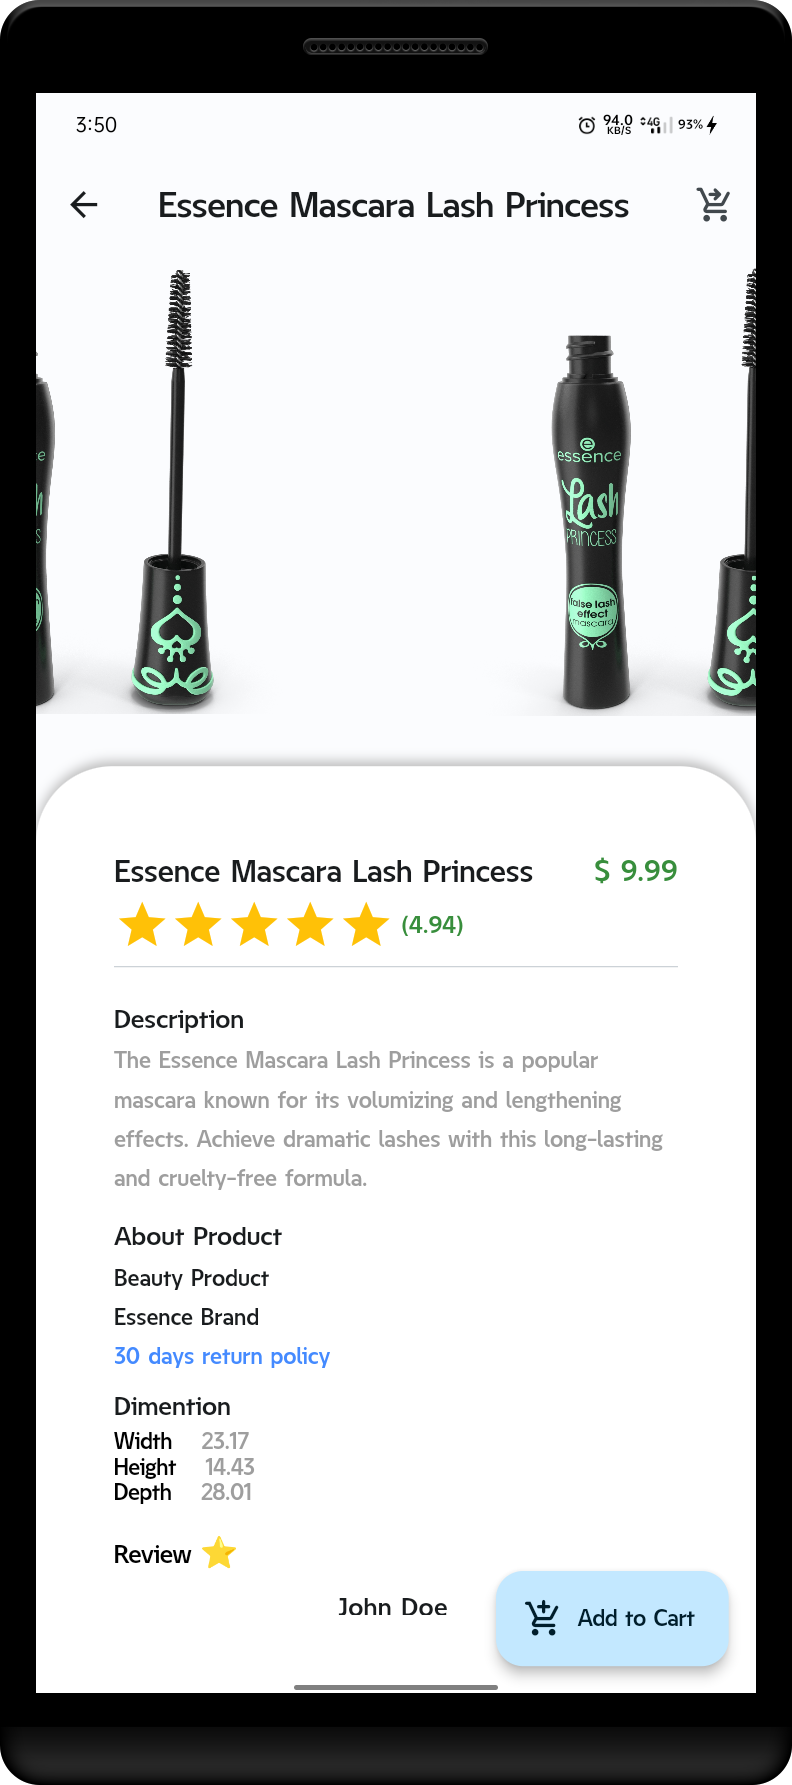 3:50
94.0
KB/S
4G
93%
Essence Mascara Lash Princess
e
essence
Lash
PRINCESS
false lash
effect
mascara
Essence Mascara Lash Princess
$ 9.99
(4.94)
Description
The Essence Mascara Lash Princess is a popular
mascara known for its volumizing and lengthening
effects. Achieve dramatic lashes with this long-lasting
and cruelty-free formula.
About Product
Beauty Product
Essence Brand
30 days return policy
Dimention
Width 23.17
Height 14.43
Depth 28.01
Review
John Doe
Add to Cart